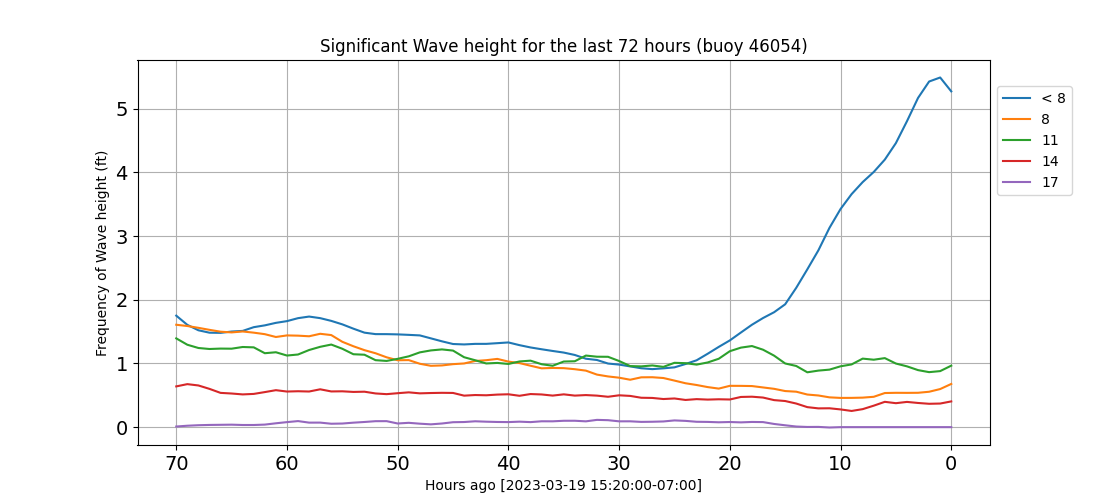 Significant Wave height for the last 72 hours (buoy 46054)
Frequency of Wave height (ft)
5
4
3
2
1
0
70 60 50 40 30 20 10 0
Hours ago [2023-03-19 15:20:00-07:00]
< 8
8
11
14
17